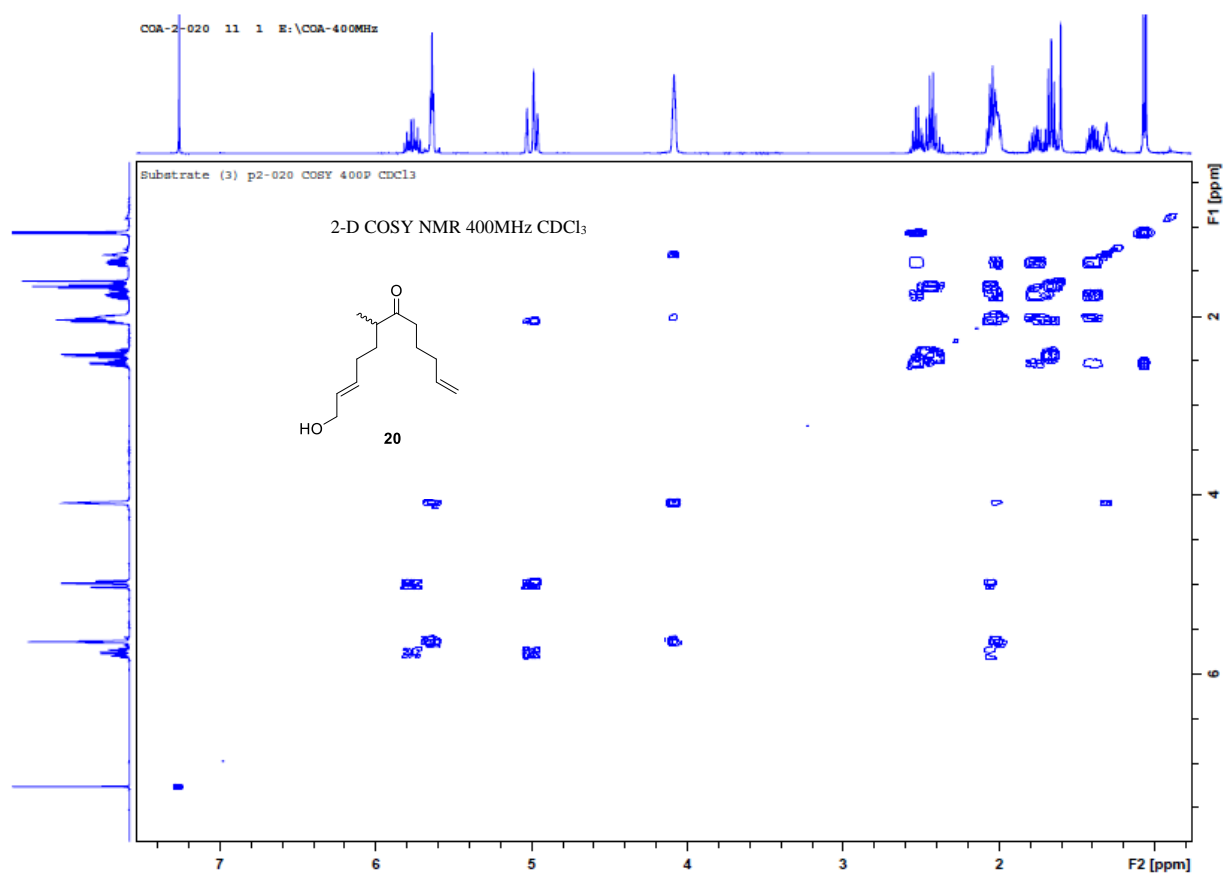 COA-2-020 11 1 E:\COA-400MHz
Substrate (3) p2-020 COSY 400P CDCl3
2-D COSY NMR 400MHz CDCl₃
O
HO
20
F1 [ppm]
2
4
6
7 6 5 4 3 2 F2 [ppm]